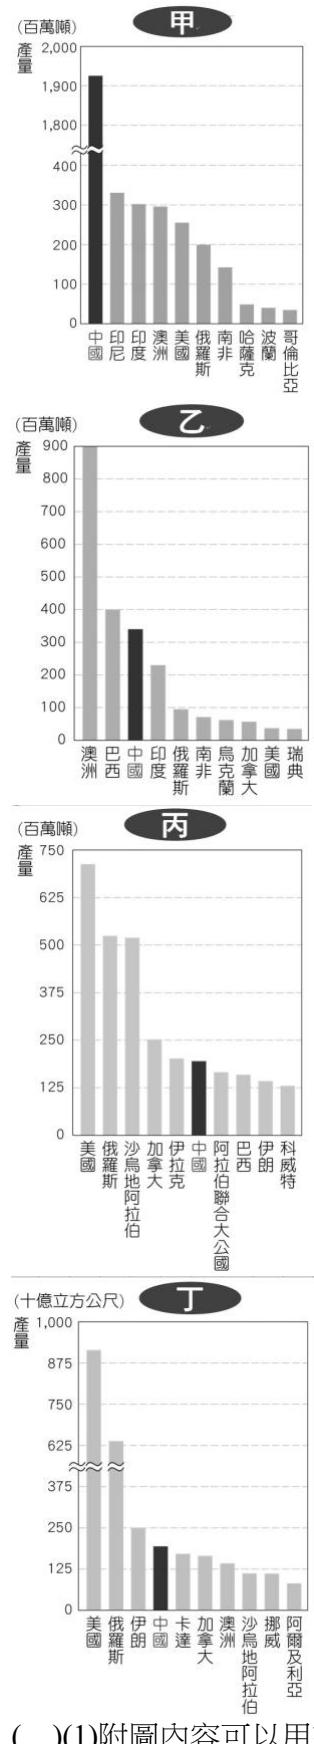 甲
(百萬噸)
產量
2,000
1,900
1,800
400
300
200
100
0
中國 印尼 印度 澳洲 美國 俄羅斯 南非 哈薩克 波蘭 哥倫比亞
乙
(百萬噸)
產量
900
800
700
600
500
400
300
200
100
0
澳洲 巴西 中國 印度 俄羅斯 南非 烏克蘭 加拿大 美國 瑞典
丙
(百萬噸)
產量
750
625
500
375
250
125
0
美國 俄羅斯 沙烏地阿拉伯 加拿大 伊拉克 中國 阿拉伯聯合大公國 巴西 伊朗 科威特
丁
(十億立方公尺)
產量
1,000
875
750
625
375
250
125
0
美國 俄羅斯 伊朗 中國 卡達 加拿大 澳洲 沙烏地阿拉伯 挪威 阿爾及利亞
( )(1)附圖內容可以用